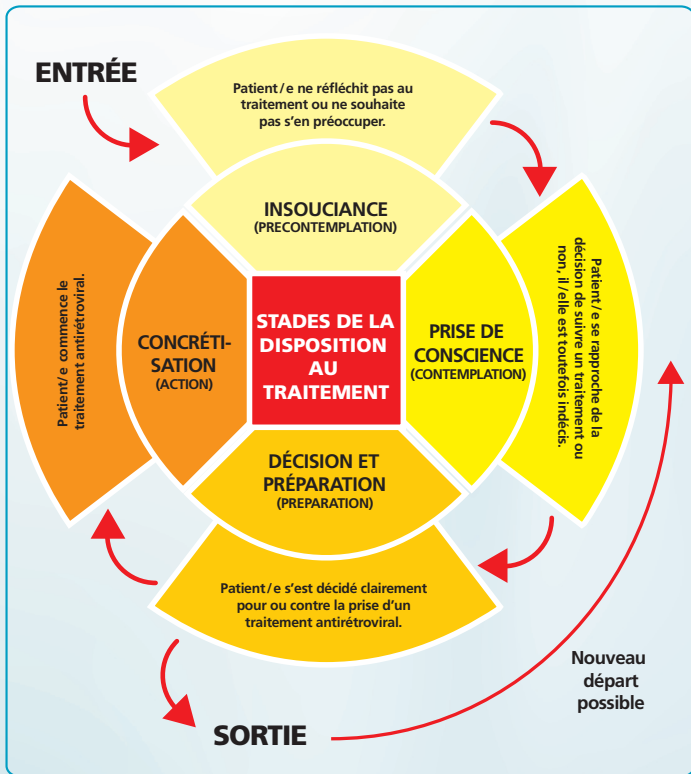 ENTRÉE
Patient/e ne réfléchit pas au
traitement ou ne souhaite
pas s'en préoccuper.
INSOUCIANCE
(PRECONTEMPLATION)
Patient/e se rapproche de la
décision de suivre un traitement ou
non, il/elle est toutefois indécis.
PRISE DE
CONSCIENCE
(CONTEMPLATION)
STADES DE LA
DISPOSITION
AU
TRAITEMENT
CONCRÉTI-
SATION
(ACTION)
Patient/e commence le
traitement antirétroviral.
DÉCISION ET
PRÉPARATION
(PREPARATION)
Patient/e s'est décidé clairement
pour ou contre la prise d'un
traitement antirétroviral.
Nouveau
départ
possible
SORTIE